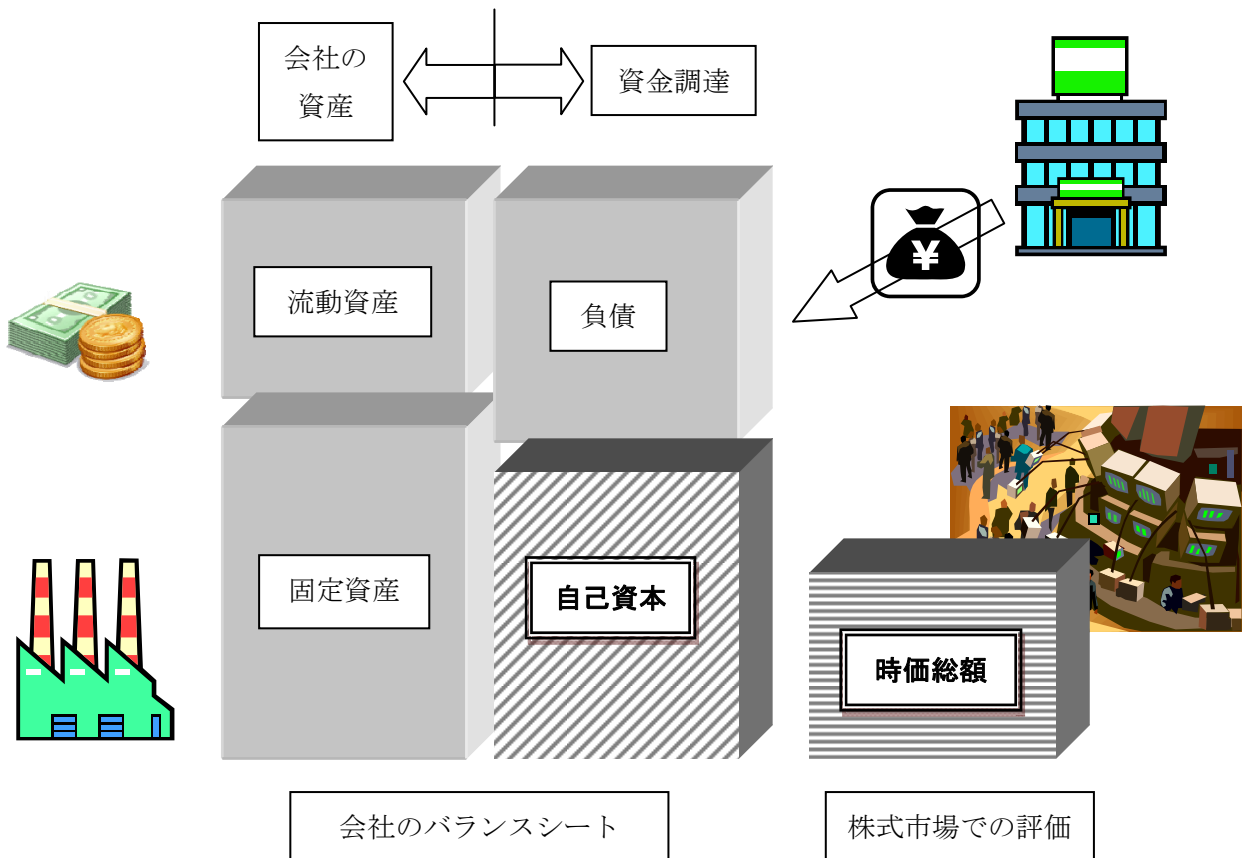 会社の
資産
資金調達
¥
流動資産
負債
固定資産
自己資本
時価総額
会社のバランスシート
株式市場での評価